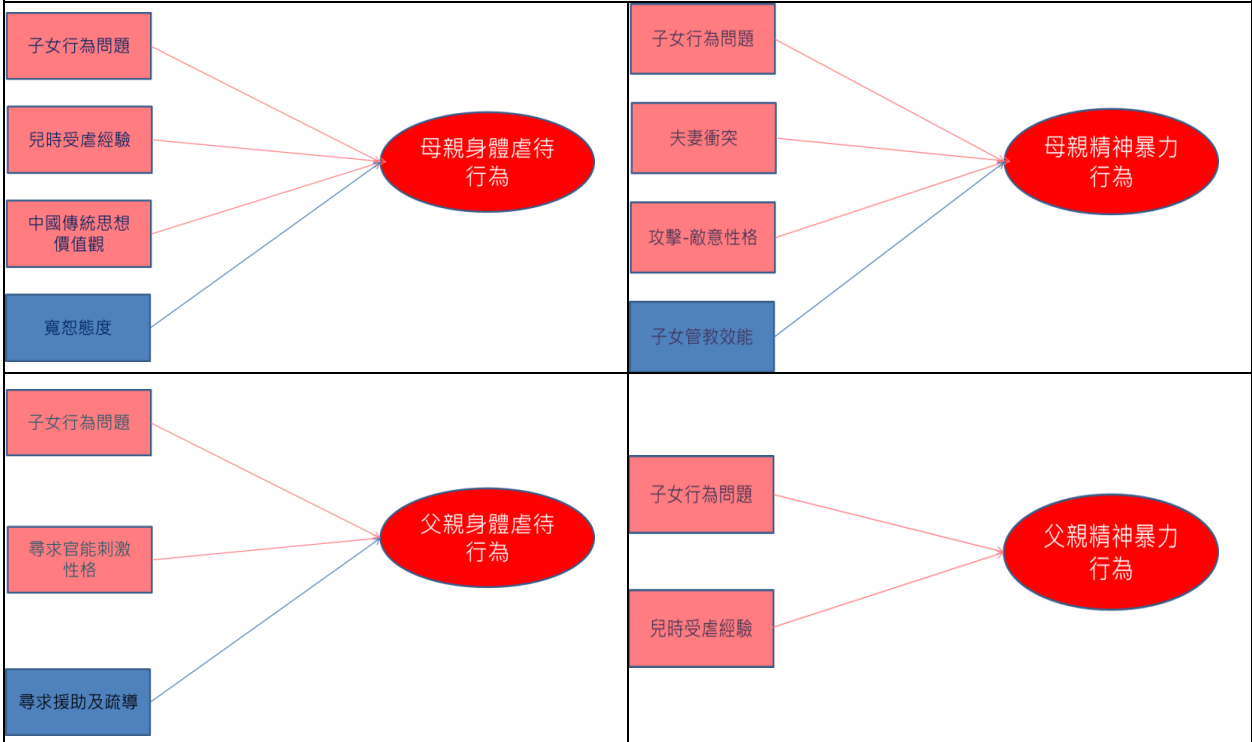 子女行為問題
兒時受虐經驗
中國傳統思想
價值觀
寬恕態度
母親身體虐待
行為
子女行為問題
夫妻衝突
攻擊-敵意性格
子女管教效能
母親精神暴力
行為
子女行為問題
尋求官能刺激
性格
尋求援助及疏導
父親身體虐待
行為
子女行為問題
兒時受虐經驗
父親精神暴力
行為